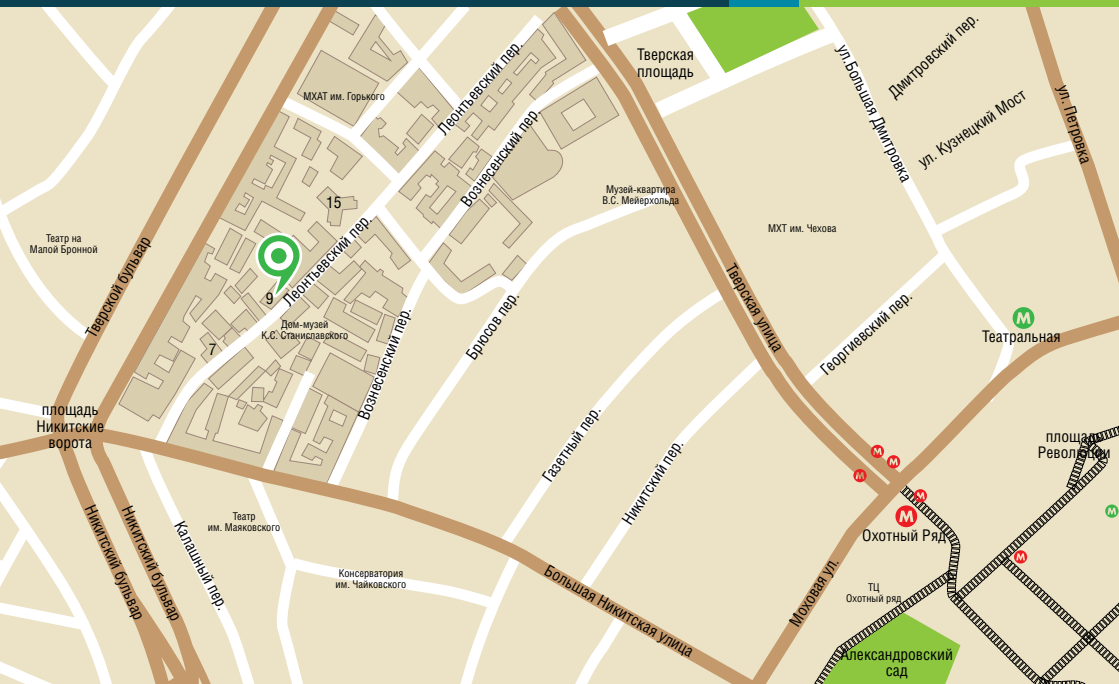 Тверская
площадь
ул.Большая Дмитровка
Дмитровский пер.
ул. Кузнецкий Мост
ул. Петровка
МХАТ им. Горького
Леонтьевский пер.
Вознесенский пер.
Музей-квартира
В.С. Мейерхольда
МХТ им. Чехова
15
Театр на
Малой Бронной
Тверской бульвар
Леонтьевский пер.
9
Дом-музей
К.С. Станиславского
7
Вознесенский пер.
Брюсов пер.
Тверская улица
Георгиевский пер.
М
Театральная
площадь
Никитские
ворота
Газетный пер.
Никитский пер.
площадь
Революции
М
М
М
М
М
М
Охотный Ряд
М
Никитский бульвар
Никитский бульвар
Калашный пер.
Театр
им. Маяковского
Консерватория
им. Чайковского
Большая Никитская улица
Моховая ул.
ТЦ
Охотный ряд
Александровский
сад